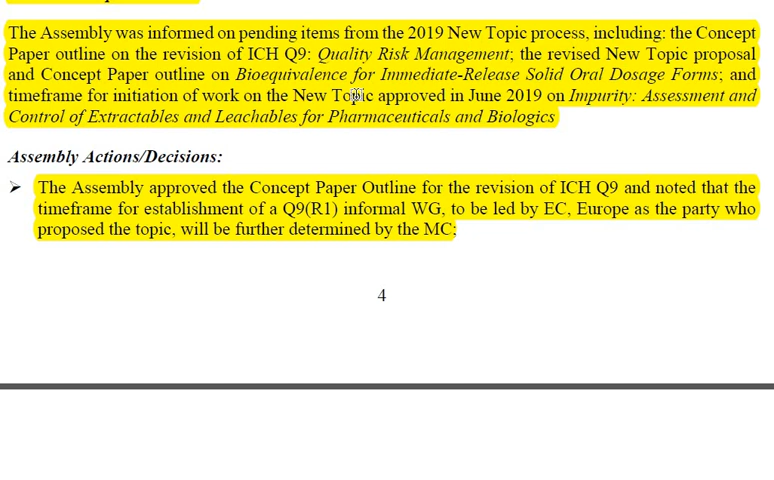 The Assembly was informed on pending items from the 2019 New Topic process, including: the Concept
Paper outline on the revision of ICH Q9: Quality Risk Management; the revised New Topic proposal
and Concept Paper outline on Bioequivalence for Immediate-Release Solid Oral Dosage Forms; and
timeframe for initiation of work on the New Topic approved in June 2019 on Impurity: Assessment and
Control of Extractables and Leachables for Pharmaceuticals and Biologics
Assembly Actions/Decisions:
➢ The Assembly approved the Concept Paper Outline for the revision of ICH Q9 and noted that the
timeframe for establishment of a Q9(R1) informal WG, to be led by EC, Europe as the party who
proposed the topic, will be further determined by the MC;
4